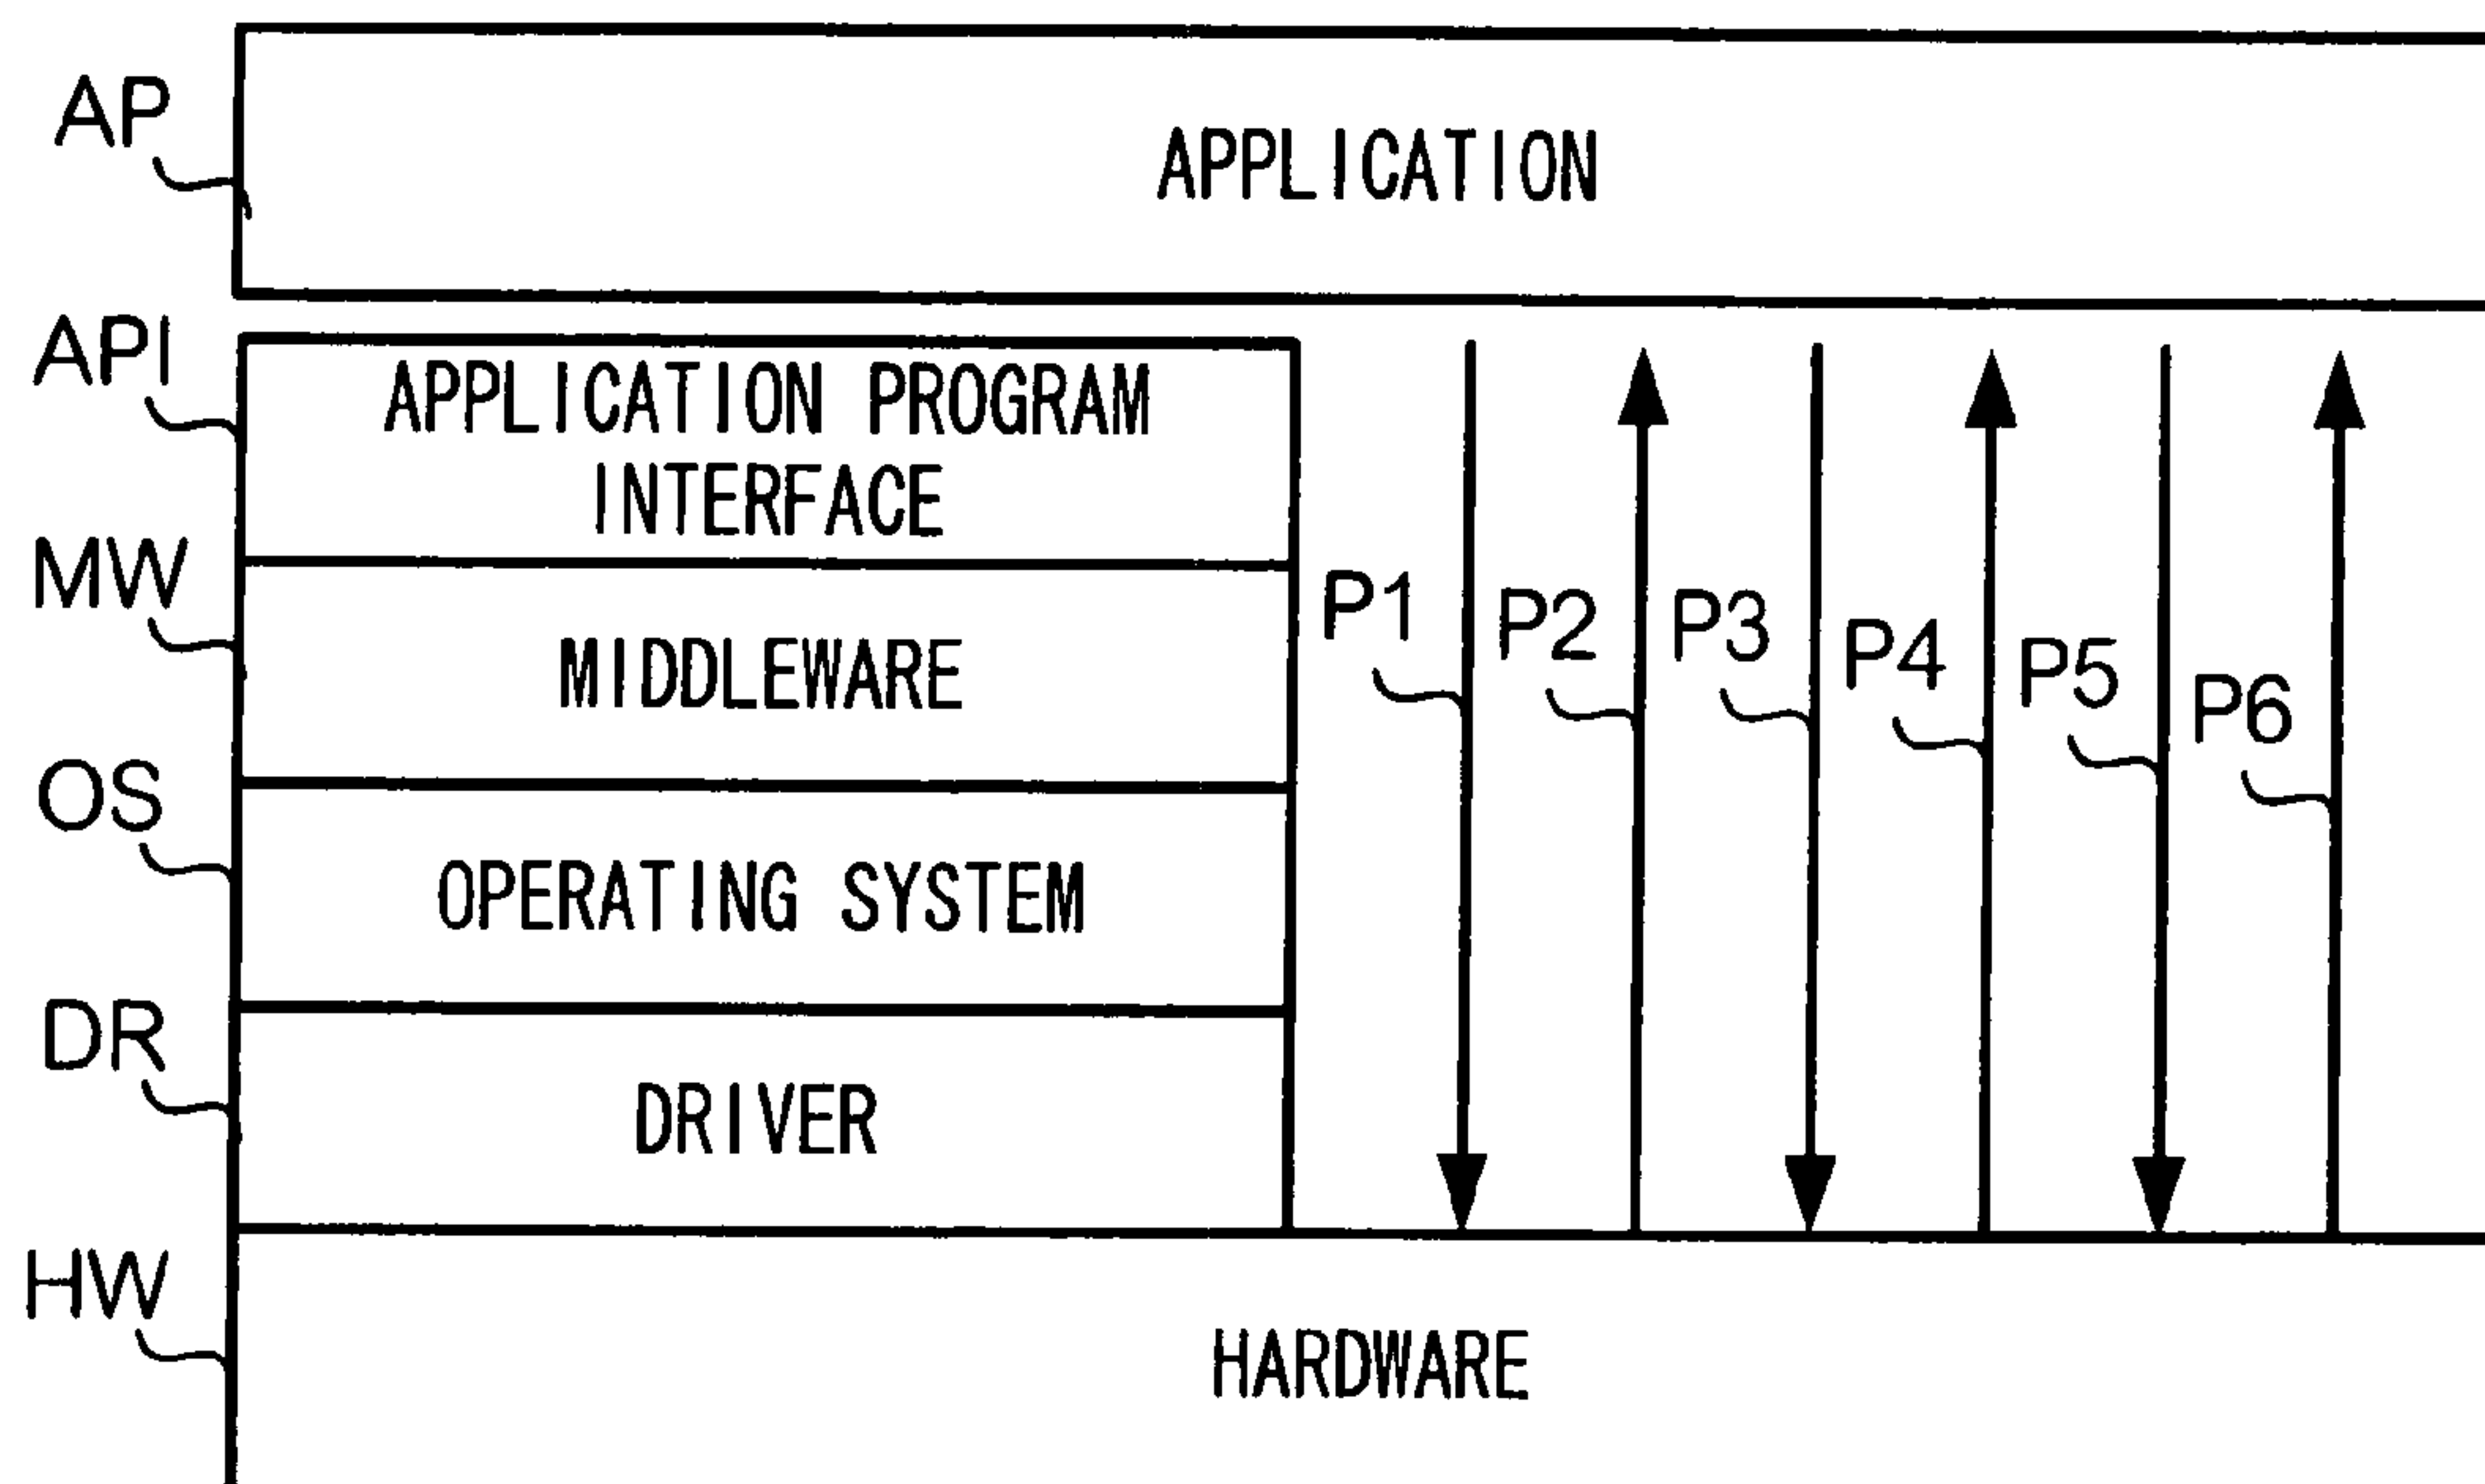 AP
APPLICATION
API
APPLICATION PROGRAM
INTERFACE
MW
MIDDLEWARE
OS
OPERATING SYSTEM
DR
DRIVER
P1
P2
P3
P4
P5
P6
HW
HARDWARE